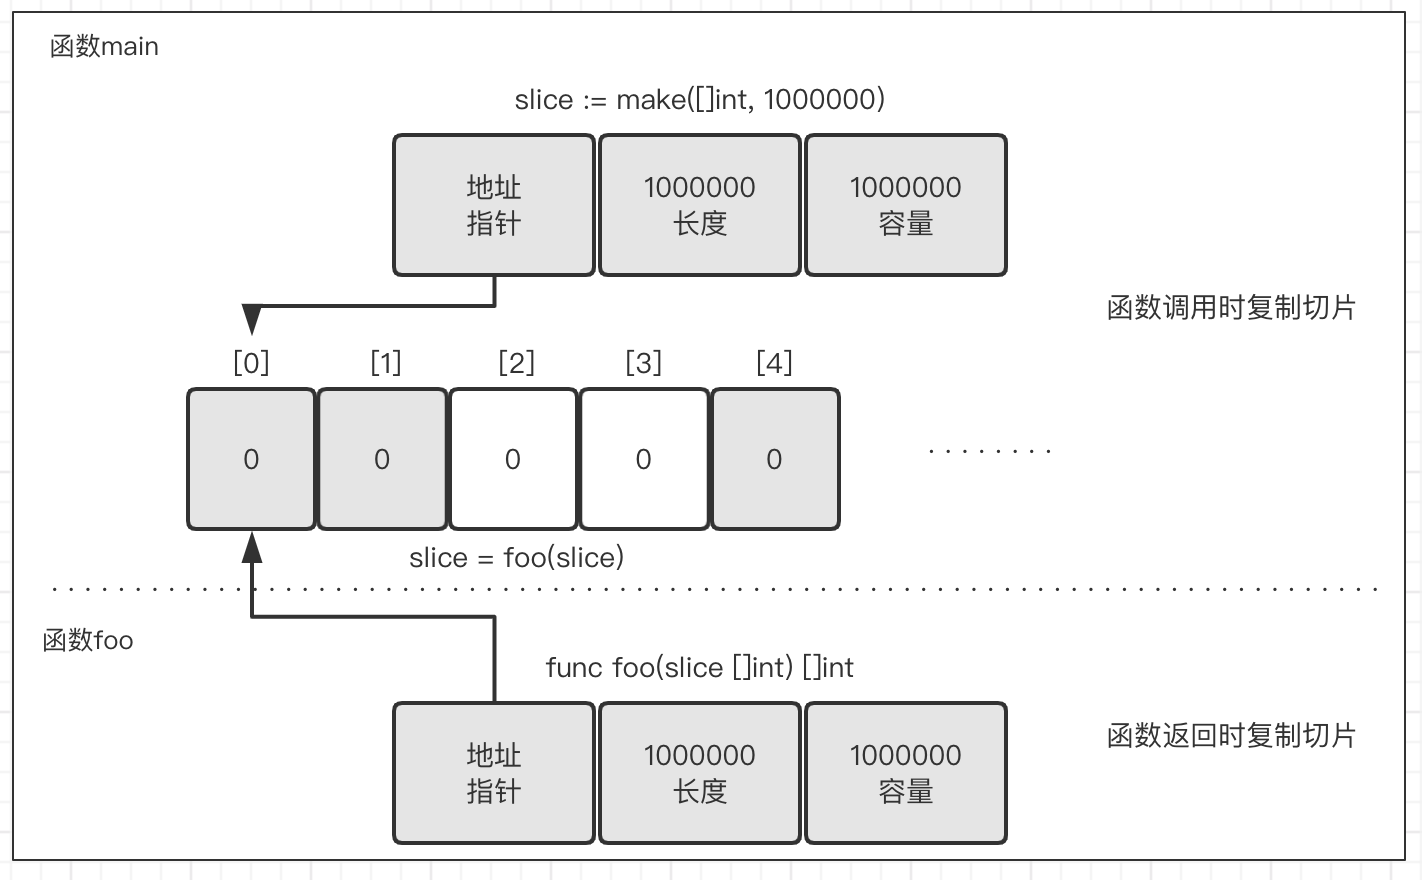 函数main
slice := make([]int, 1000000)
地址 1000000 1000000
指针 长度 容量
函数调用时复制切片
[0] [1] [2] [3] [4]
0 0 0 0 0
········
slice = foo(slice)
函数foo
func foo(slice []int) []int
函数返回时复制切片
地址 1000000 1000000
指针 长度 容量